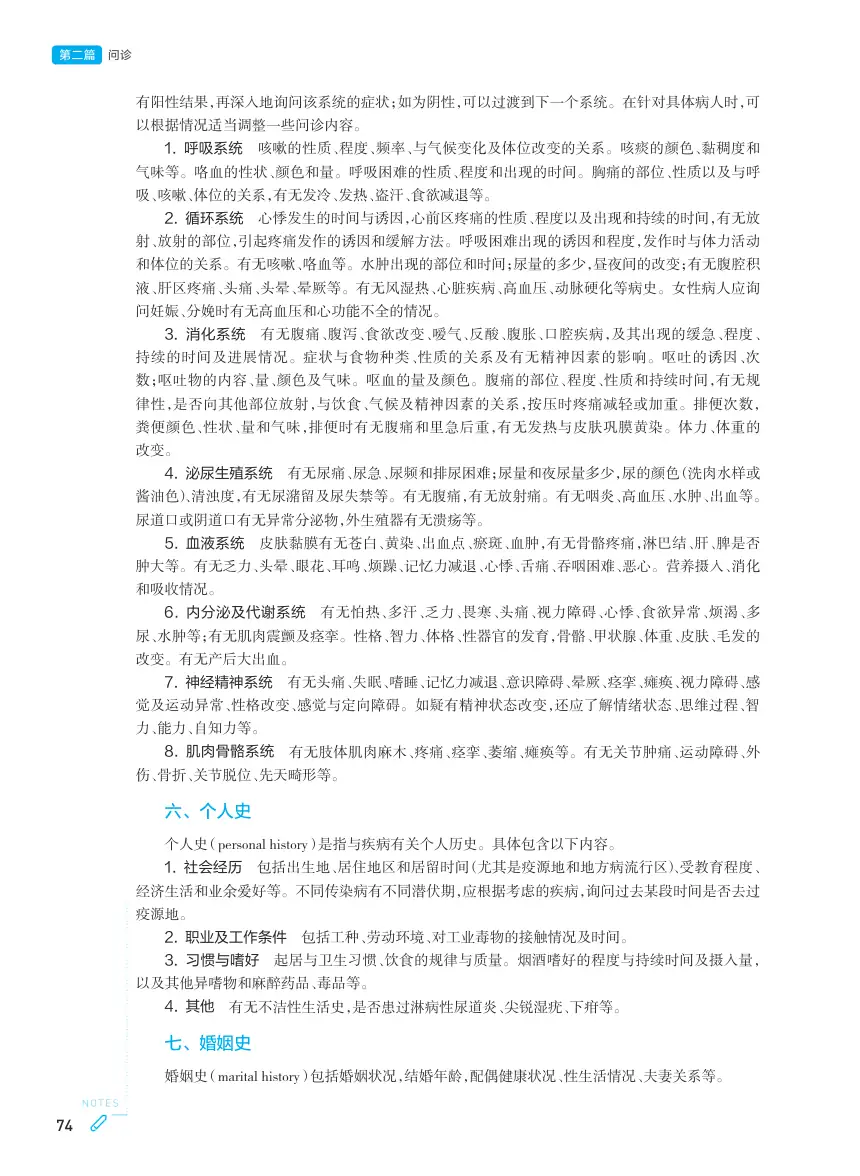 第二篇 问诊
有阳性结果,再深入地询问该系统的症状;如为阴性,可以过渡到下一个系统。在针对具体病人时,可
以根据情况适当调整一些问诊内容。
1. 呼吸系统 咳嗽的性质、程度、频率、与气候变化及体位改变的关系。咳痰的颜色、黏稠度和
气味等。咯血的性状、颜色和量。呼吸困难的性质、程度和出现的时间。胸痛的部位、性质以及与呼
吸、咳嗽、体位的关系,有无发冷、发热、盗汗、食欲减退等。
2. 循环系统 心悸发生的时间与诱因,心前区疼痛的性质、程度以及出现和持续的时间,有无放
射、放射的部位,引起疼痛发作的诱因和缓解方法。呼吸困难出现的诱因和程度,发作时与体力活动
和体位的关系。有无咳嗽、咯血等。水肿出现的部位和时间;尿量的多少,昼夜间的改变;有无腹腔积
液、肝区疼痛、头痛、头晕、晕厥等。有无风湿热、心脏疾病、高血压、动脉硬化等病史。女性病人应询
问妊娠、分娩时有无高血压和心功能不全的情况。
3. 消化系统 有无腹痛、腹泻、食欲改变、嗳气、反酸、腹胀、口腔疾病,及其出现的缓急、程度、
持续的时间及进展情况。症状与食物种类、性质的关系及有无精神因素的影响。呕吐的诱因、次
数;呕吐物的内容、量、颜色及气味。呕血的量及颜色。腹痛的部位、程度、性质和持续时间,有无规
律性,是否向其他部位放射,与饮食、气候及精神因素的关系,按压时疼痛减轻或加重。排便次数,
粪便颜色、性状、量和气味,排便时有无腹痛和里急后重,有无发热与皮肤巩膜黄染。体力、体重的
改变。
4. 泌尿生殖系统 有无尿痛、尿急、尿频和排尿困难;尿量和夜尿量多少,尿的颜色(洗肉水样或
酱油色)、清浊度,有无尿潴留及尿失禁等。有无腹痛,有无放射痛。有无咽炎、高血压、水肿、出血等。
尿道口或阴道口有无异常分泌物,外生殖器有无溃疡等。
5. 血液系统 皮肤黏膜有无苍白、黄染、出血点、瘀斑、血肿,有无骨骼疼痛,淋巴结、肝、脾是否
肿大等。有无乏力、头晕、眼花、耳鸣、烦躁、记忆力减退、心悸、舌痛、吞咽困难、恶心。营养摄入、消化
和吸收情况。
6. 内分泌及代谢系统 有无怕热、多汗、乏力、畏寒、头痛、视力障碍、心悸、食欲异常、烦渴、多
尿、水肿等;有无肌肉震颤及痉挛。性格、智力、体格、性器官的发育,骨骼、甲状腺、体重、皮肤、毛发的
改变。有无产后大出血。
7. 神经精神系统 有无头痛、失眠、嗜睡、记忆力减退、意识障碍、晕厥、痉挛、瘫痪、视力障碍、感
觉及运动异常、性格改变、感觉与定向障碍。如疑有精神状态改变,还应了解情绪状态、思维过程、智
力、能力、自知力等。
8. 肌肉骨骼系统 有无肢体肌肉麻木、疼痛、痉挛、萎缩、瘫痪等。有无关节肿痛、运动障碍、外
伤、骨折、关节脱位、先天畸形等。
六、个人史
个人史(personal history)是指与疾病有关个人历史。具体包含以下内容。
1. 社会经历 包括出生地、居住地区和居留时间(尤其是疫源地和地方病流行区)、受教育程度、
经济生活和业余爱好等。不同传染病有不同潜伏期,应根据考虑的疾病,询问过去某段时间是否去过
疫源地。
2. 职业及工作条件 包括工种、劳动环境、对工业毒物的接触情况及时间。
3. 习惯与嗜好 起居与卫生习惯、饮食的规律与质量。烟酒嗜好的程度与持续时间及摄入量,
以及其他异嗜物和麻醉药品、毒品等。
4. 其他 有无不洁性生活史,是否患过淋病性尿道炎、尖锐湿疣、下疳等。
七、婚姻史
婚姻史(marital history)包括婚姻状况,结婚年龄,配偶健康状况、性生活情况、夫妻关系等。
NOTES
74